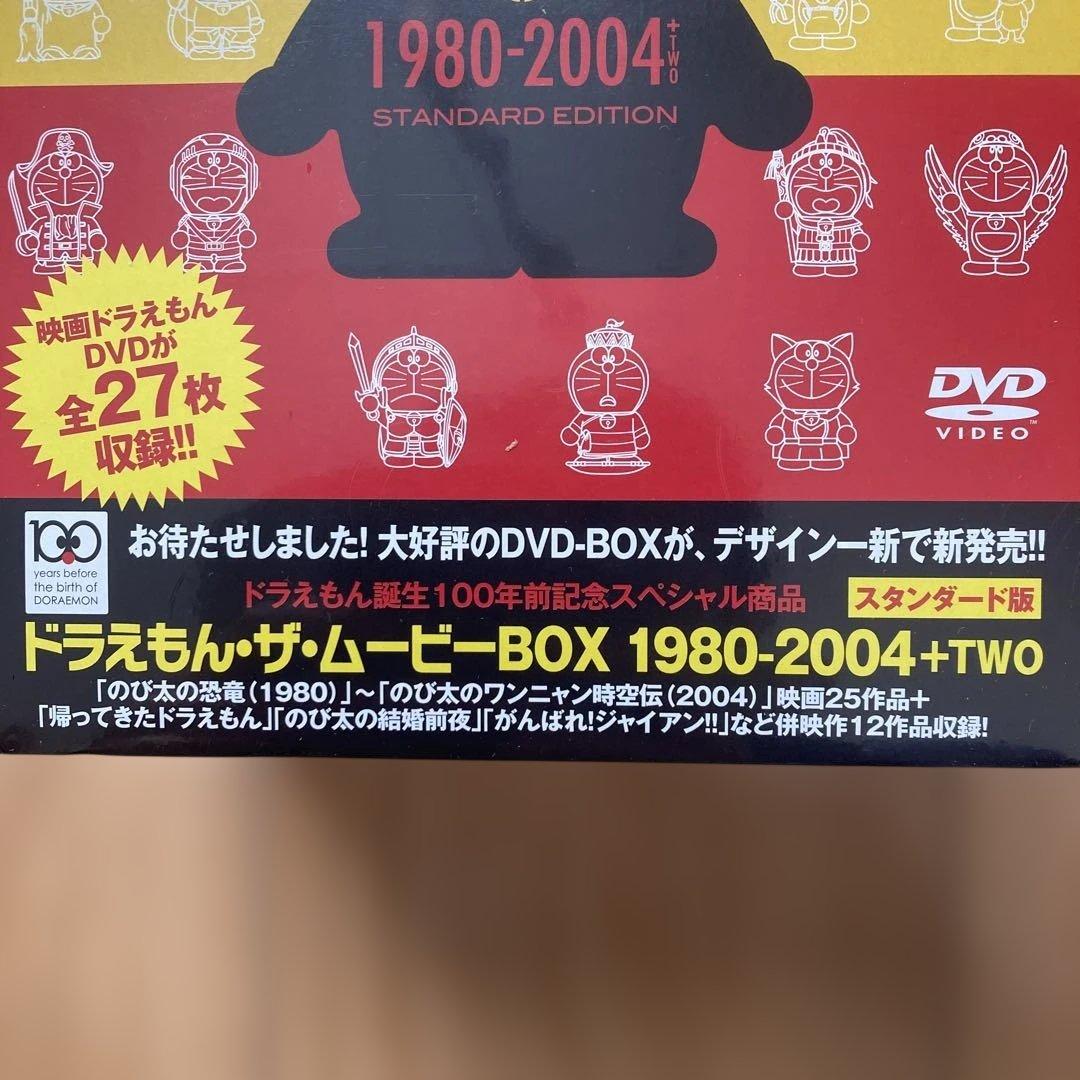 1980-2004+TWO
STANDARD EDITION
映画ドラえもん
DVDが
全27枚
収録!!
DVD
VIDEO
TM
100
years before
the birth of
DORAEMON
お待たせしました!大好評のDVD-BOXが、デザイン一新で新発売!!
ドラえもん誕生100年前記念スペシャル商品 スタンダード版
ドラえもん・ザ・ムービーBOX 1980-2004+TWO
「のび太の恐竜(1980)」〜「のび太のワンニャン時空伝(2004)」映画25作品+
「帰ってきたドラえもん」「のび太の結婚前夜」「がんばれ!ジャイアン!!」など併映作12作品収録!